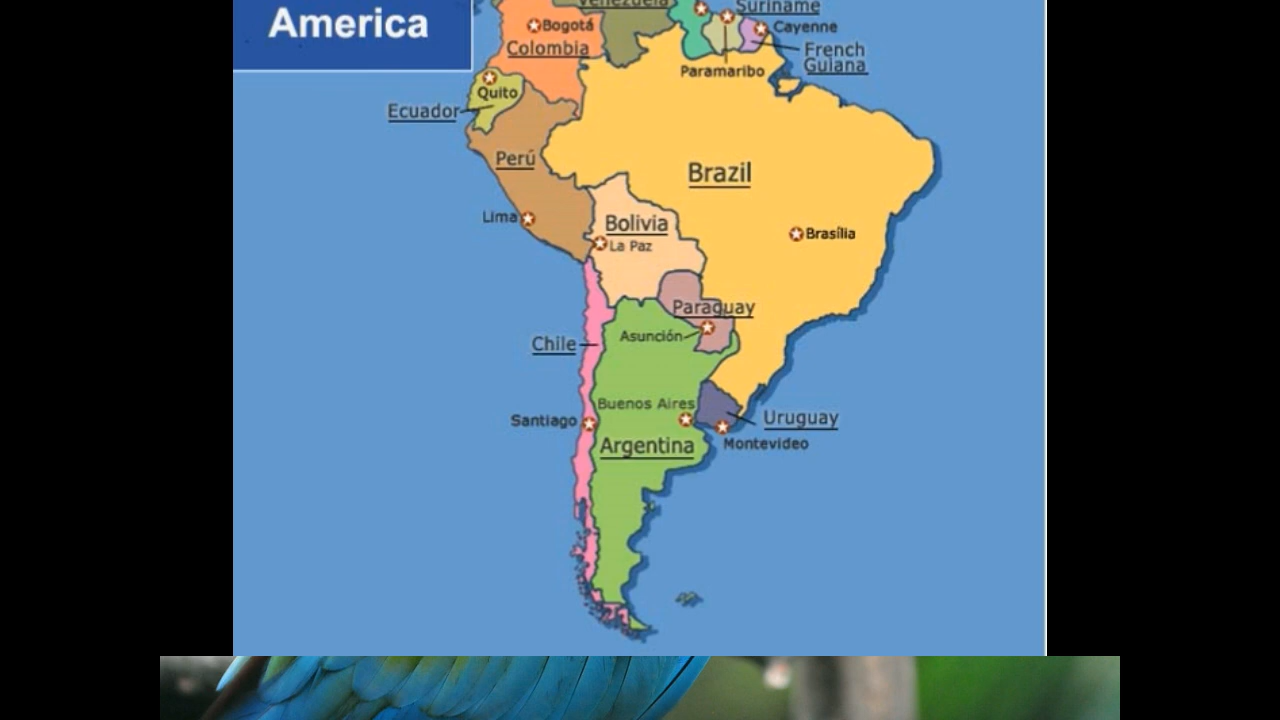 America
Venezuela
Suriname
Bogotá
Cayenne
Colombia
French
Guiana
Paramaribo
Quito
Ecuador
Perú
Brazil
Lima
Bolivia
Brasília
La Paz
Paraguay
Asunción
Chile
Buenos Aires
Santiago
Uruguay
Argentina
Montevideo